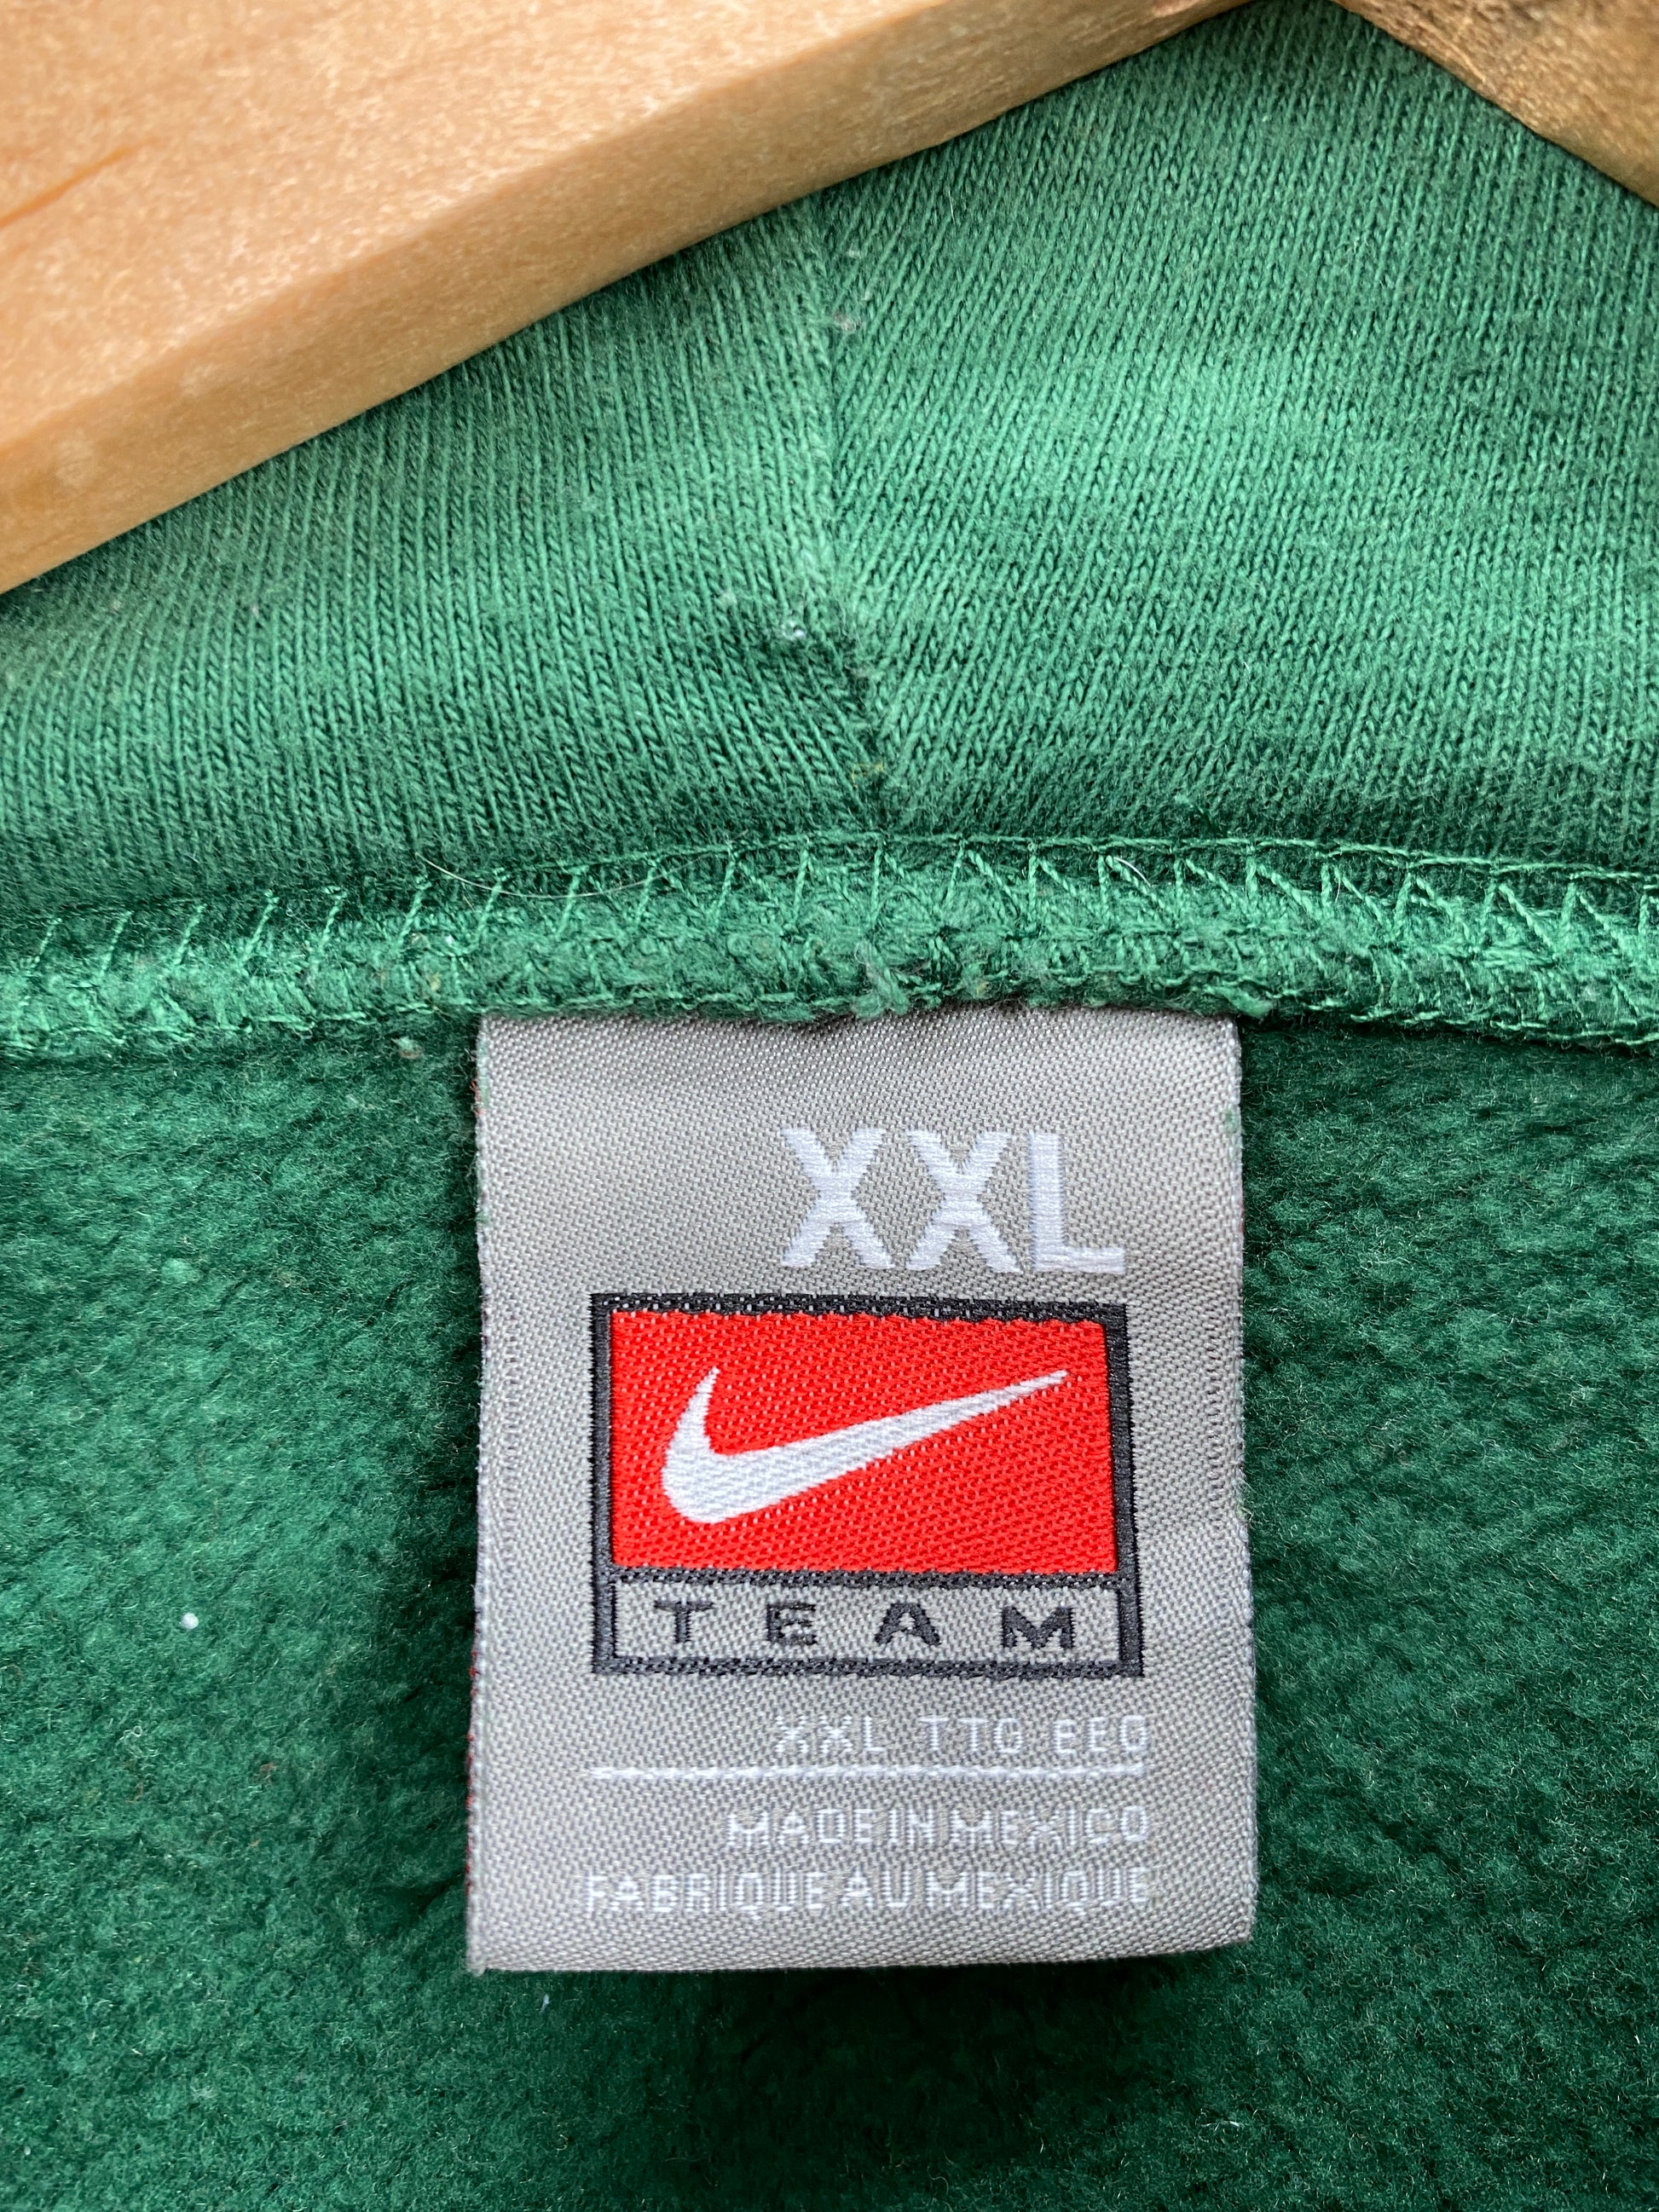 XXL
TEAM
XXL TTG EEG
MADE IN MEXICO
FABRIQUE AU MEXIQUE